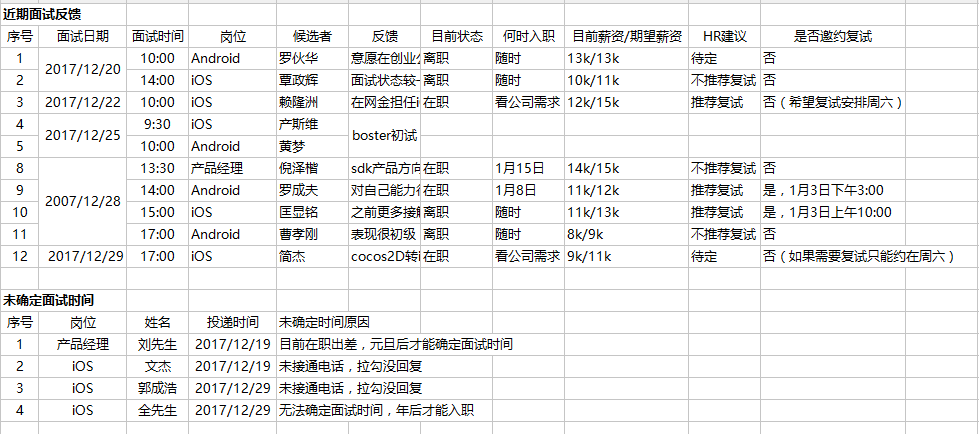 近期面试反馈
序号 面试日期 面试时间 岗位 候选者 反馈 目前状态 何时入职 目前薪资/期望薪资 HR建议 是否邀约复试
1 2017/12/20 10:00 Android 罗伙华 意愿在创业 离职 随时 13k/13k 待定 否
2 14:00 iOS 覃政辉 面试状态较 离职 随时 10k/11k 不推荐复试 否
3 2017/12/22 10:00 iOS 赖隆洲 在网金担任 在职 看公司需求 12k/15k 推荐复试 否（希望复试安排周六）
4 2017/12/25 9:30 iOS 产斯维 boster初试
5 10:00 Android 黄梦
8 2007/12/28 13:30 产品经理 倪泽楷 sdk产品方向 在职 1月15日 14k/15k 不推荐复试 否
9 14:00 Android 罗成夫 对自己能力 在职 1月8日 11k/12k 推荐复试 是，1月3日下午3:00
10 15:00 iOS 匡显铭 之前更多接 离职 随时 11k/13k 推荐复试 是，1月3日上午10:00
11 17:00 Android 曹孝刚 表现很初级 离职 随时 8k/9k 不推荐复试 否
12 2017/12/29 17:00 iOS 简杰 cocos2D转 在职 看公司需求 9k/11k 待定 否（如果需要复试只能约在周六）
未确定面试时间
序号 岗位 姓名 投递时间 未确定时间原因
1 产品经理 刘先生 2017/12/19 目前在职出差，元旦后才能确定面试时间
2 iOS 文杰 2017/12/19 未接通电话，拉勾没回复
3 iOS 郭成浩 2017/12/29 未接通电话，拉勾没回复
4 iOS 全先生 2017/12/29 无法确定面试时间，年后才能入职